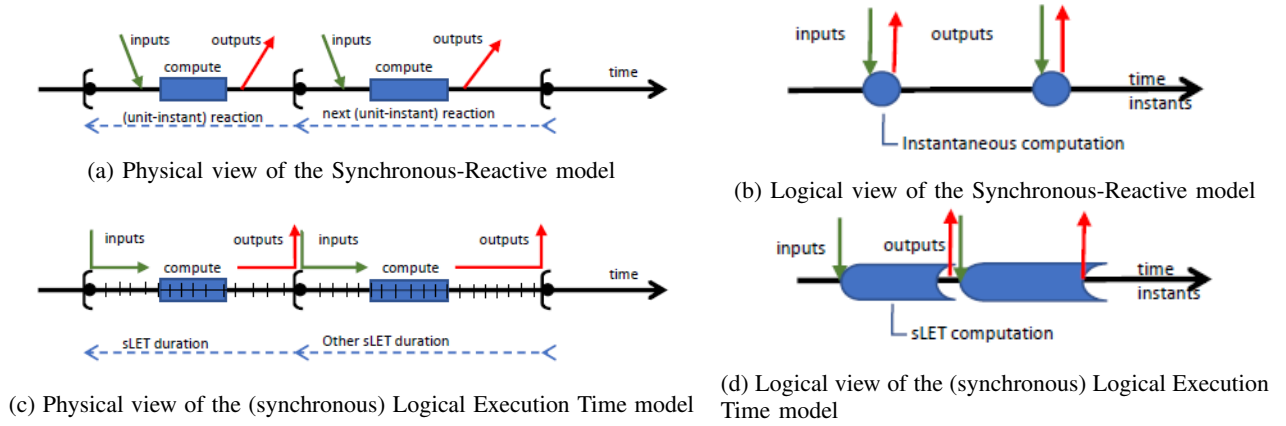 inputs outputs inputs outputs
compute compute time
(unit-instant) reaction next (unit-instant) reaction
(a) Physical view of the Synchronous-Reactive model
inputs outputs
time
instants
Instantaneous computation
(b) Logical view of the Synchronous-Reactive model
inputs outputs inputs outputs
compute compute time
sLET duration Other sLET duration
(c) Physical view of the (synchronous) Logical Execution Time model
inputs outputs
time
instants
sLET computation
(d) Logical view of the (synchronous) Logical Execution
Time model